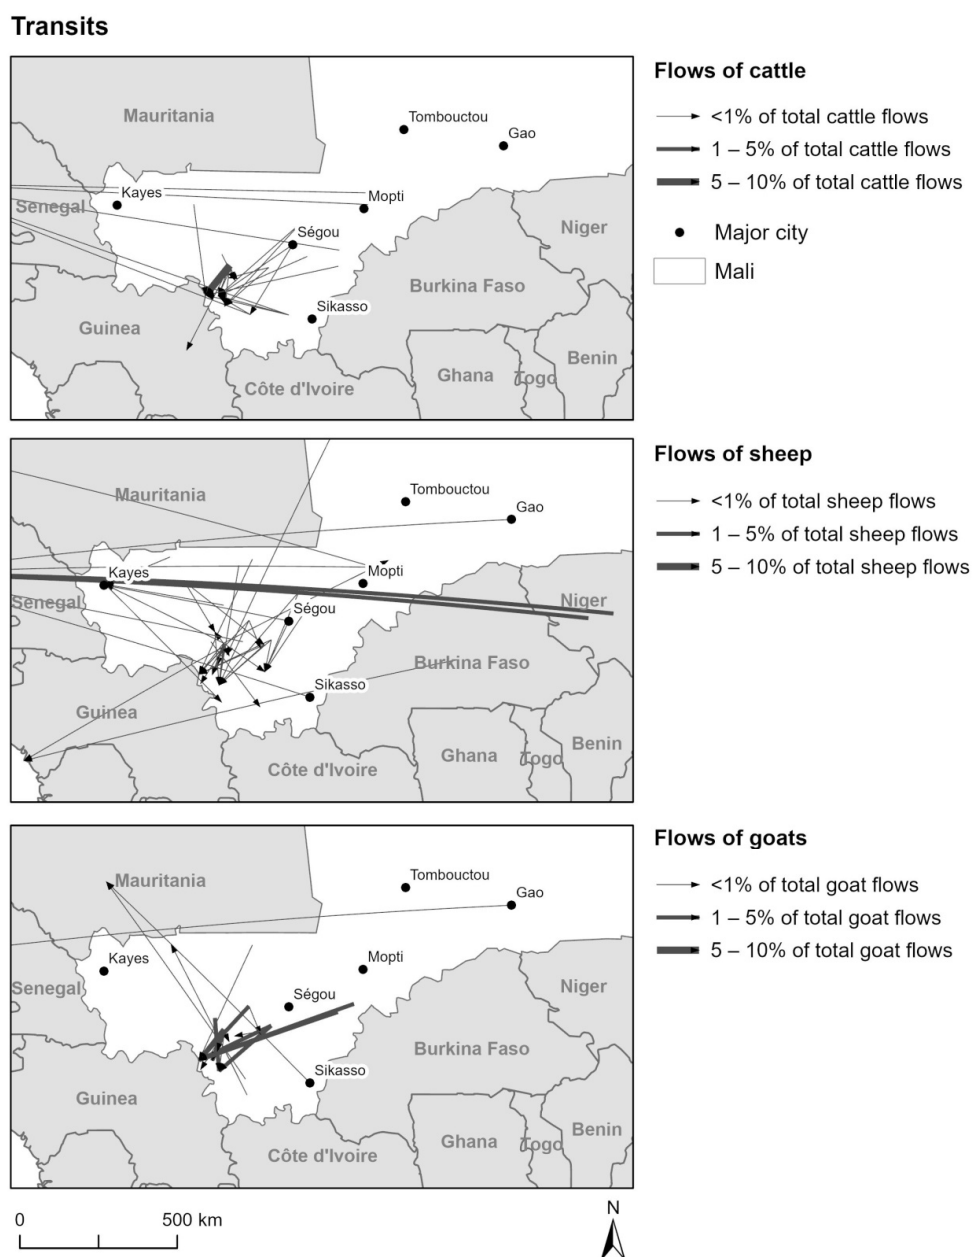 Transits
Mauritania
Tombouctou
Gao
Kayes
Mopti
Senegal
Niger
Ségou
Burkina Faso
Sikasso
Guinea
Benin
Ghana
Togo
Côte d'Ivoire
Flows of cattle
<1% of total cattle flows
1 – 5% of total cattle flows
5 – 10% of total cattle flows
Major city
Mali
Mauritania
Tombouctou
Gao
Kayes
Mopti
Senegal
Niger
Ségou
Burkina Faso
Sikasso
Guinea
Benin
Ghana
Togo
Côte d'Ivoire
Flows of sheep
<1% of total sheep flows
1 – 5% of total sheep flows
5 – 10% of total sheep flows
Mauritania
Tombouctou
Gao
Kayes
Mopti
Senegal
Niger
Ségou
Burkina Faso
Sikasso
Guinea
Benin
Ghana
Togo
Côte d'Ivoire
Flows of goats
<1% of total goat flows
1 – 5% of total goat flows
5 – 10% of total goat flows
0 500 km
N